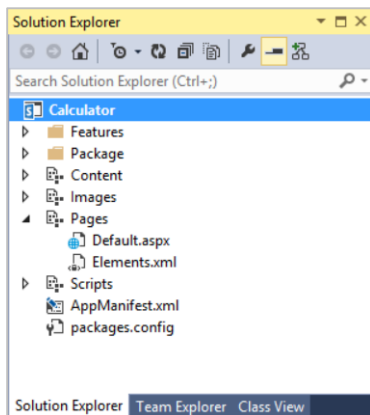 Solution Explorer
Search Solution Explorer (Ctrl+;)
Calculator
Features
Package
Content
Images
Pages
Default.aspx
Elements.xml
Scripts
AppManifest.xml
packages.config
Solution Explorer Team Explorer Class View